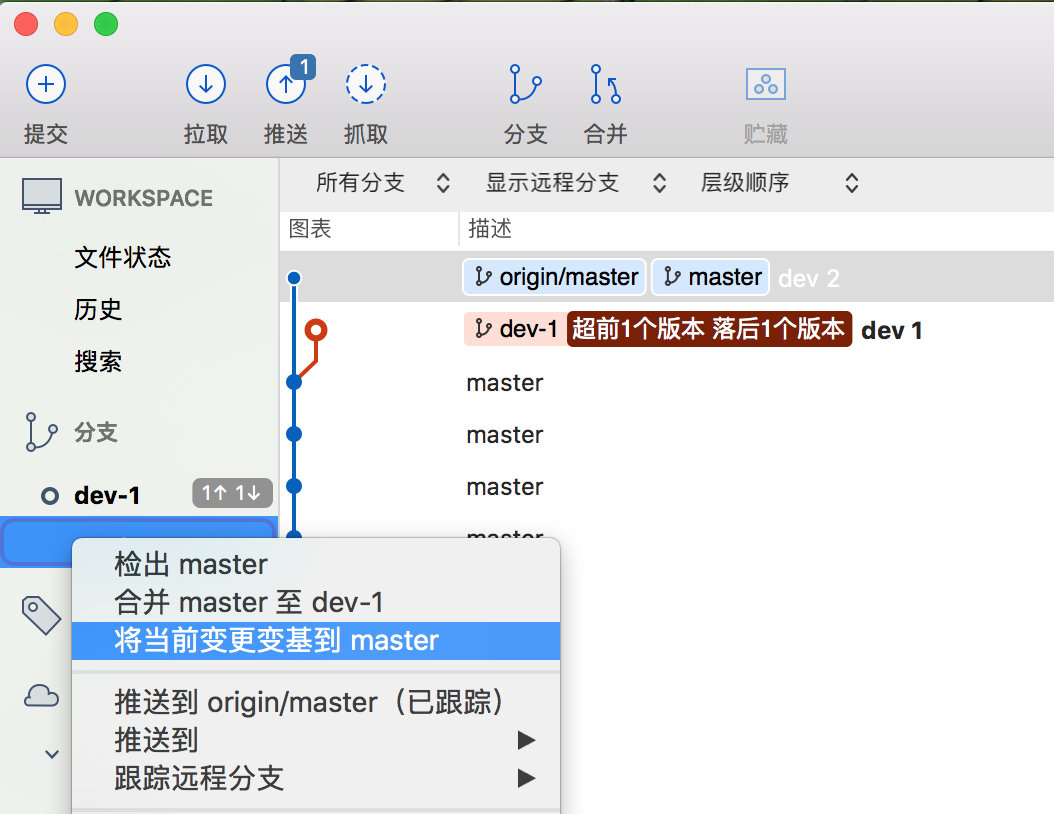 1
提交 拉取 推送 抓取 分支 合并 贮藏
WORKSPACE
文件状态
历史
搜索
分支
dev-1 1↑ 1↓
所有分支 显示远程分支 层级顺序
图表 描述
origin/master master dev 2
dev-1 超前1个版本 落后1个版本 dev 1
master
master
master
master
检出 master
合并 master 至 dev-1
将当前变更变基到 master
推送到 origin/master（已跟踪）
推送到
跟踪远程分支